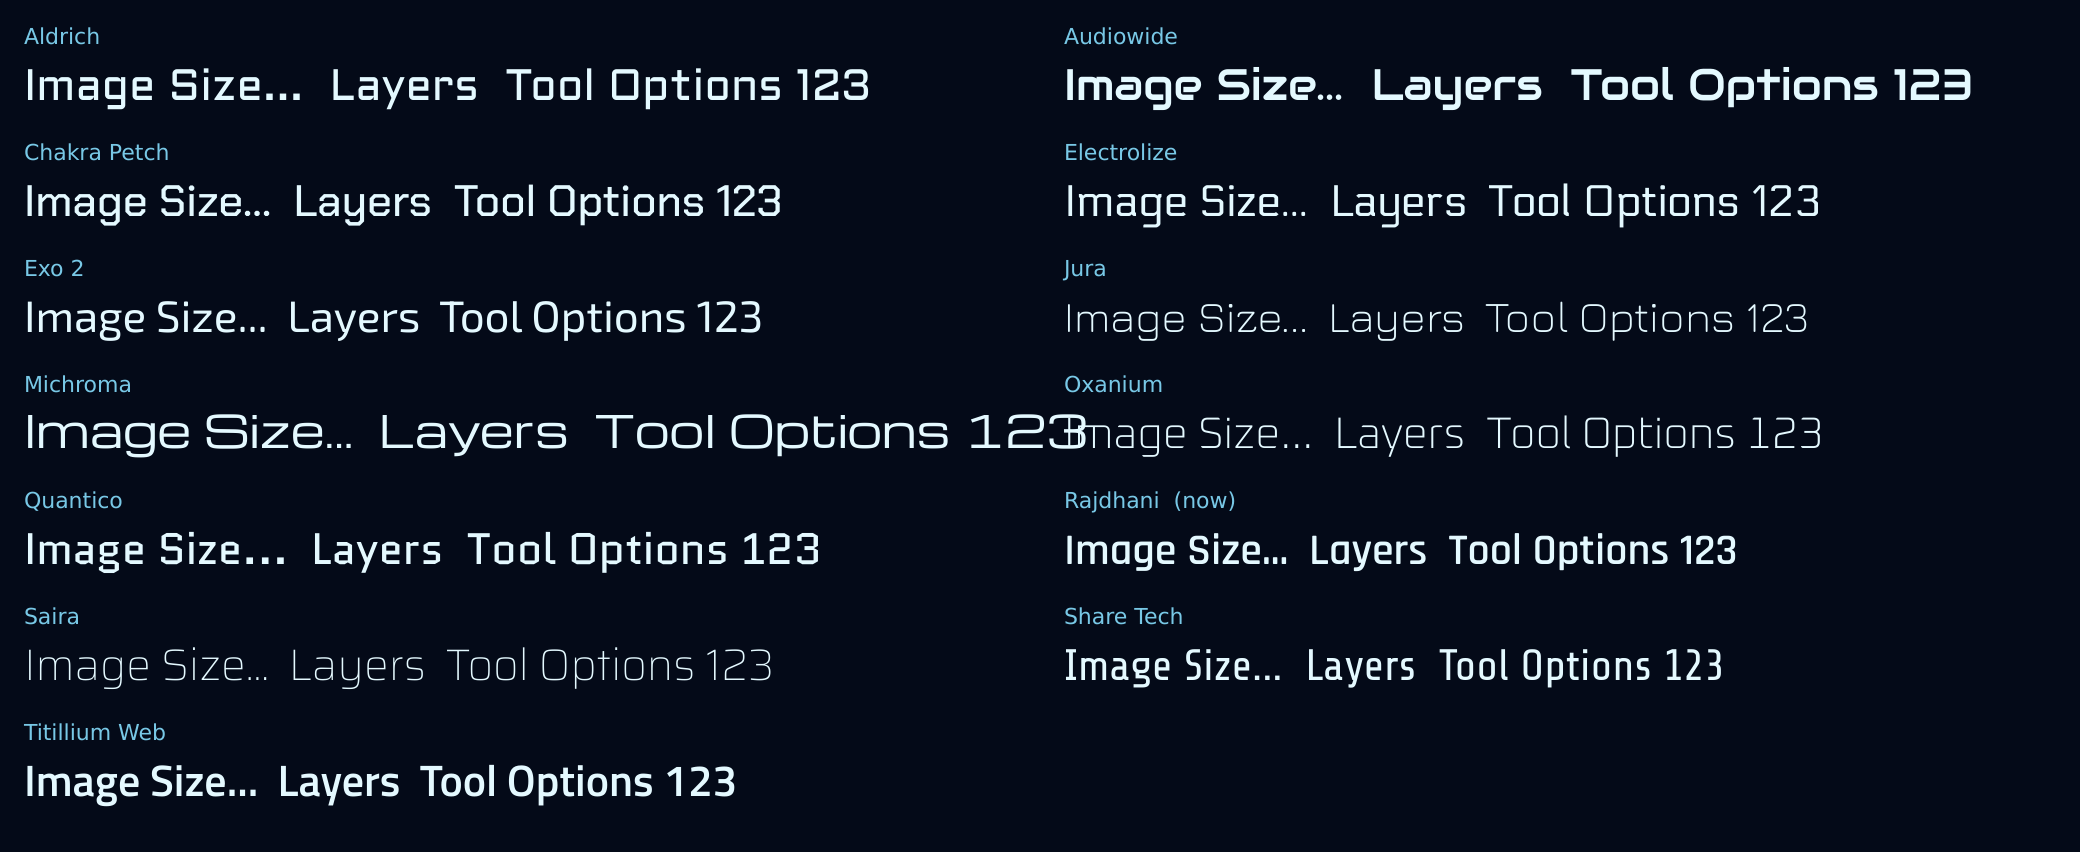 Aldrich
Image Size...  Layers  Tool Options 123
Audiowide
Image Size...  Layers  Tool Options 123
Chakra Petch
Image Size...  Layers  Tool Options 123
Electrolize
Image Size...  Layers  Tool Options 123
Exo 2
Image Size...  Layers  Tool Options 123
Jura
Image Size...  Layers  Tool Options 123
Michroma
Image Size...  Layers  Tool Options 123
Oxanium
Image Size...  Layers  Tool Options 123
Quantico
Image Size...  Layers  Tool Options 123
Rajdhani  (now)
Image Size...  Layers  Tool Options 123
Saira
Image Size...  Layers  Tool Options 123
Share Tech
Image Size...  Layers  Tool Options 123
Titillium Web
Image Size...  Layers  Tool Options 123